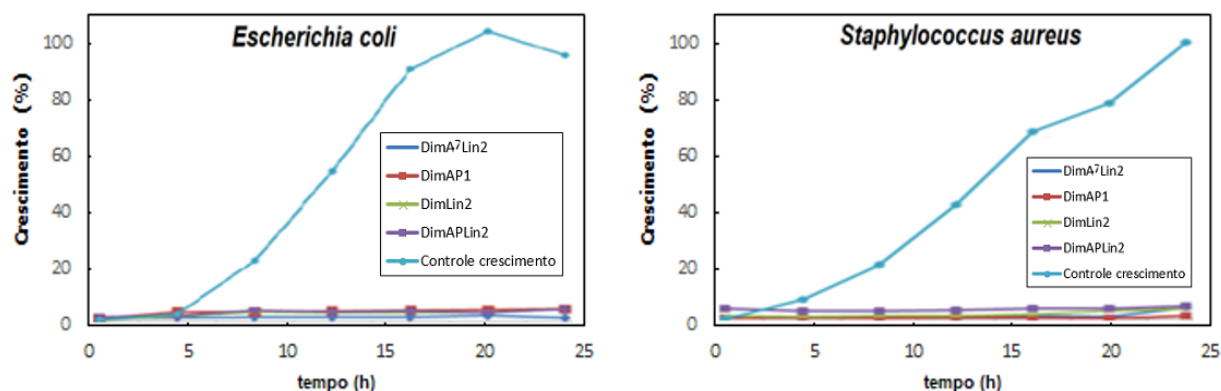 Escherichia coli
Crescimento (%)
100
80
60
40
20
0
DimA⁷Lin2
DimAP1
DimLin2
DimAPLin2
Controle crescimento
0 5 10 15 20 25
tempo (h)
Staphylococcus aureus
Crescimento (%)
100
80
60
40
20
0
DimA⁷Lin2
DimAP1
DimLin2
DimAPLin2
Controle crescimento
0 5 10 15 20 25
tempo (h)